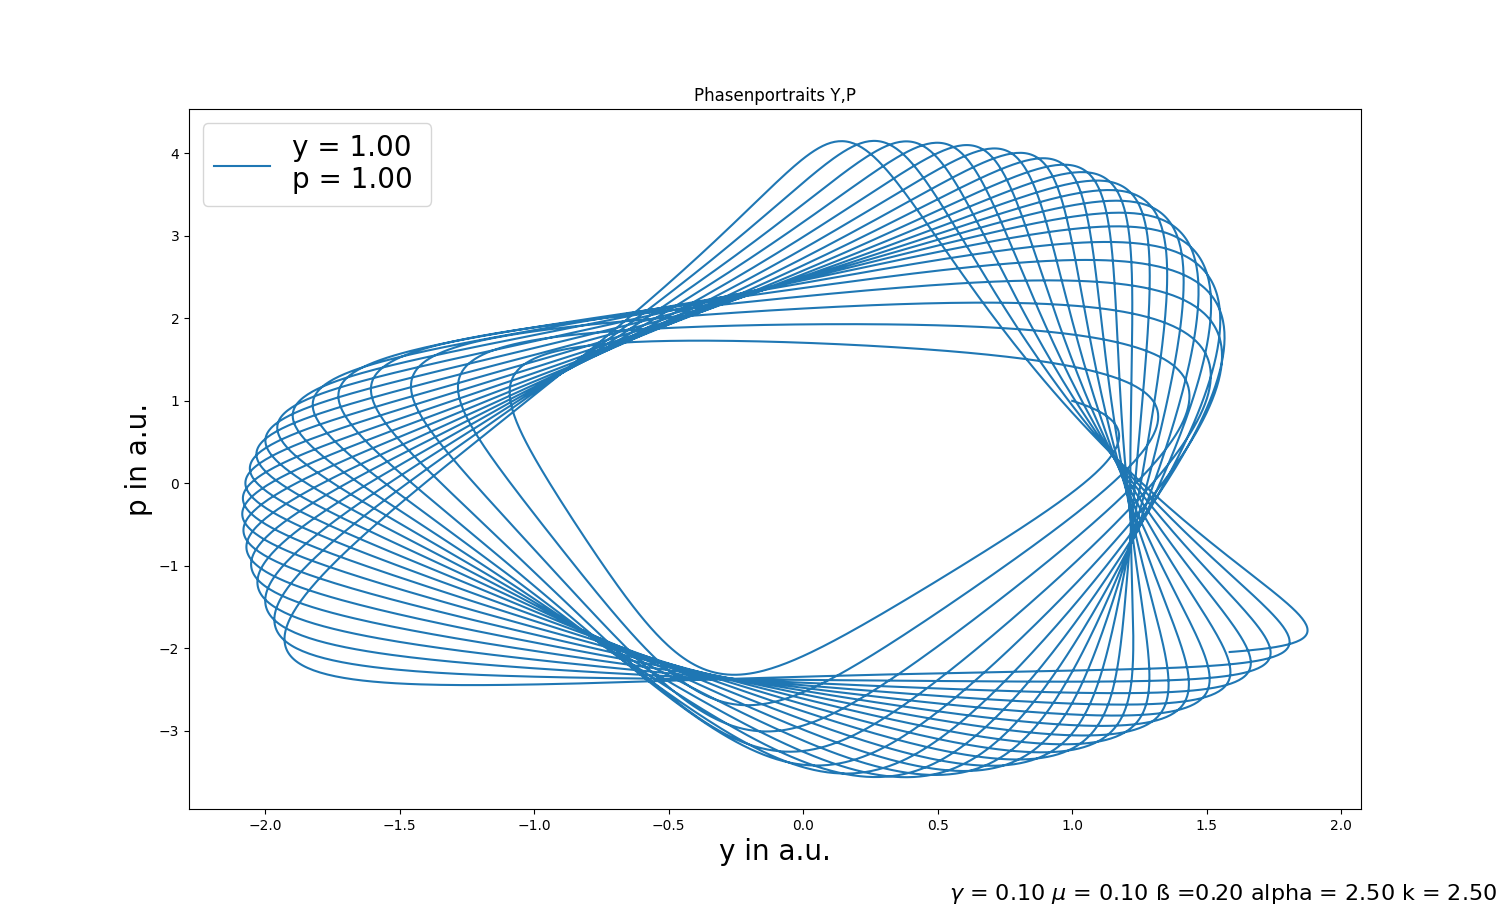 Phasenportraits Y,P
y = 1.00
p = 1.00
4
3
2
1
0
−1
−2
−3
p in a.u.
−2.0 −1.5 −1.0 −0.5 0.0 0.5 1.0 1.5 2.0
y in a.u.
γ = 0.10 μ = 0.10 ß =0.20 alpha = 2.50 k = 2.50